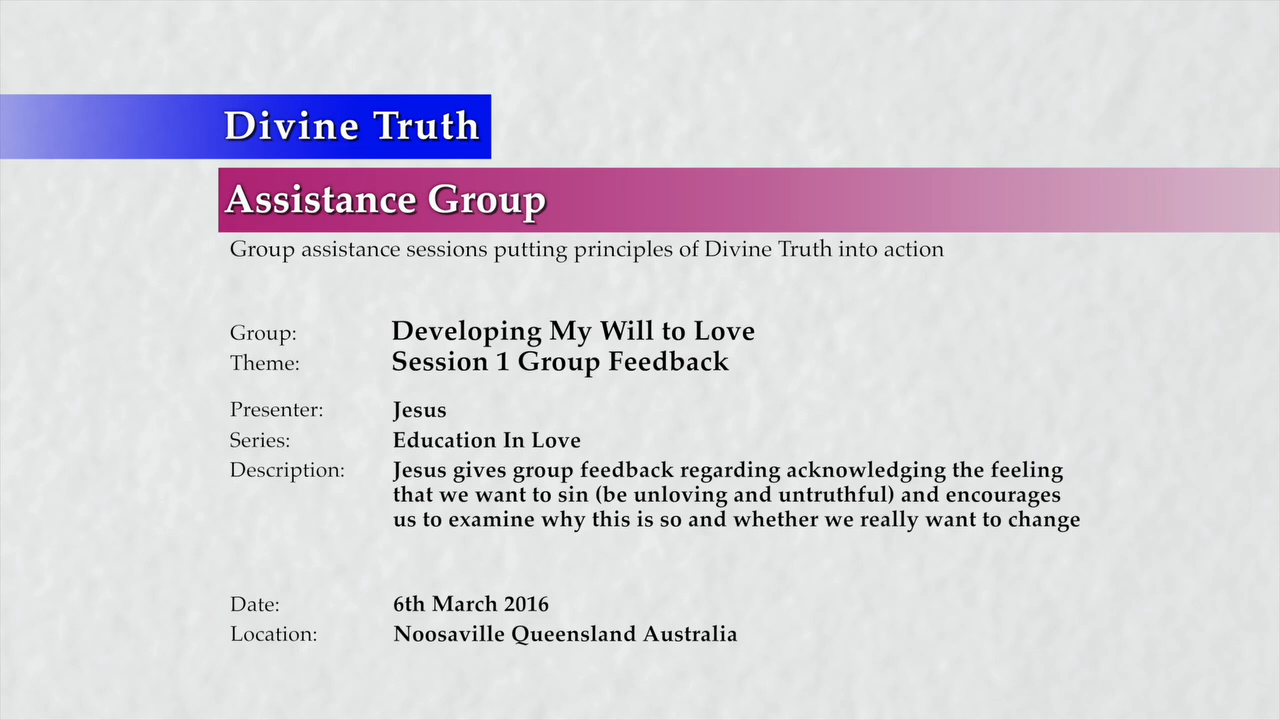 Divine Truth
Assistance Group
Group assistance sessions putting principles of Divine Truth into action
Group: Developing My Will to Love
Theme: Session 1 Group Feedback
Presenter: Jesus
Series: Education In Love
Description: Jesus gives group feedback regarding acknowledging the feeling
that we want to sin (be unloving and untruthful) and encourages
us to examine why this is so and whether we really want to change
Date: 6th March 2016
Location: Noosaville Queensland Australia